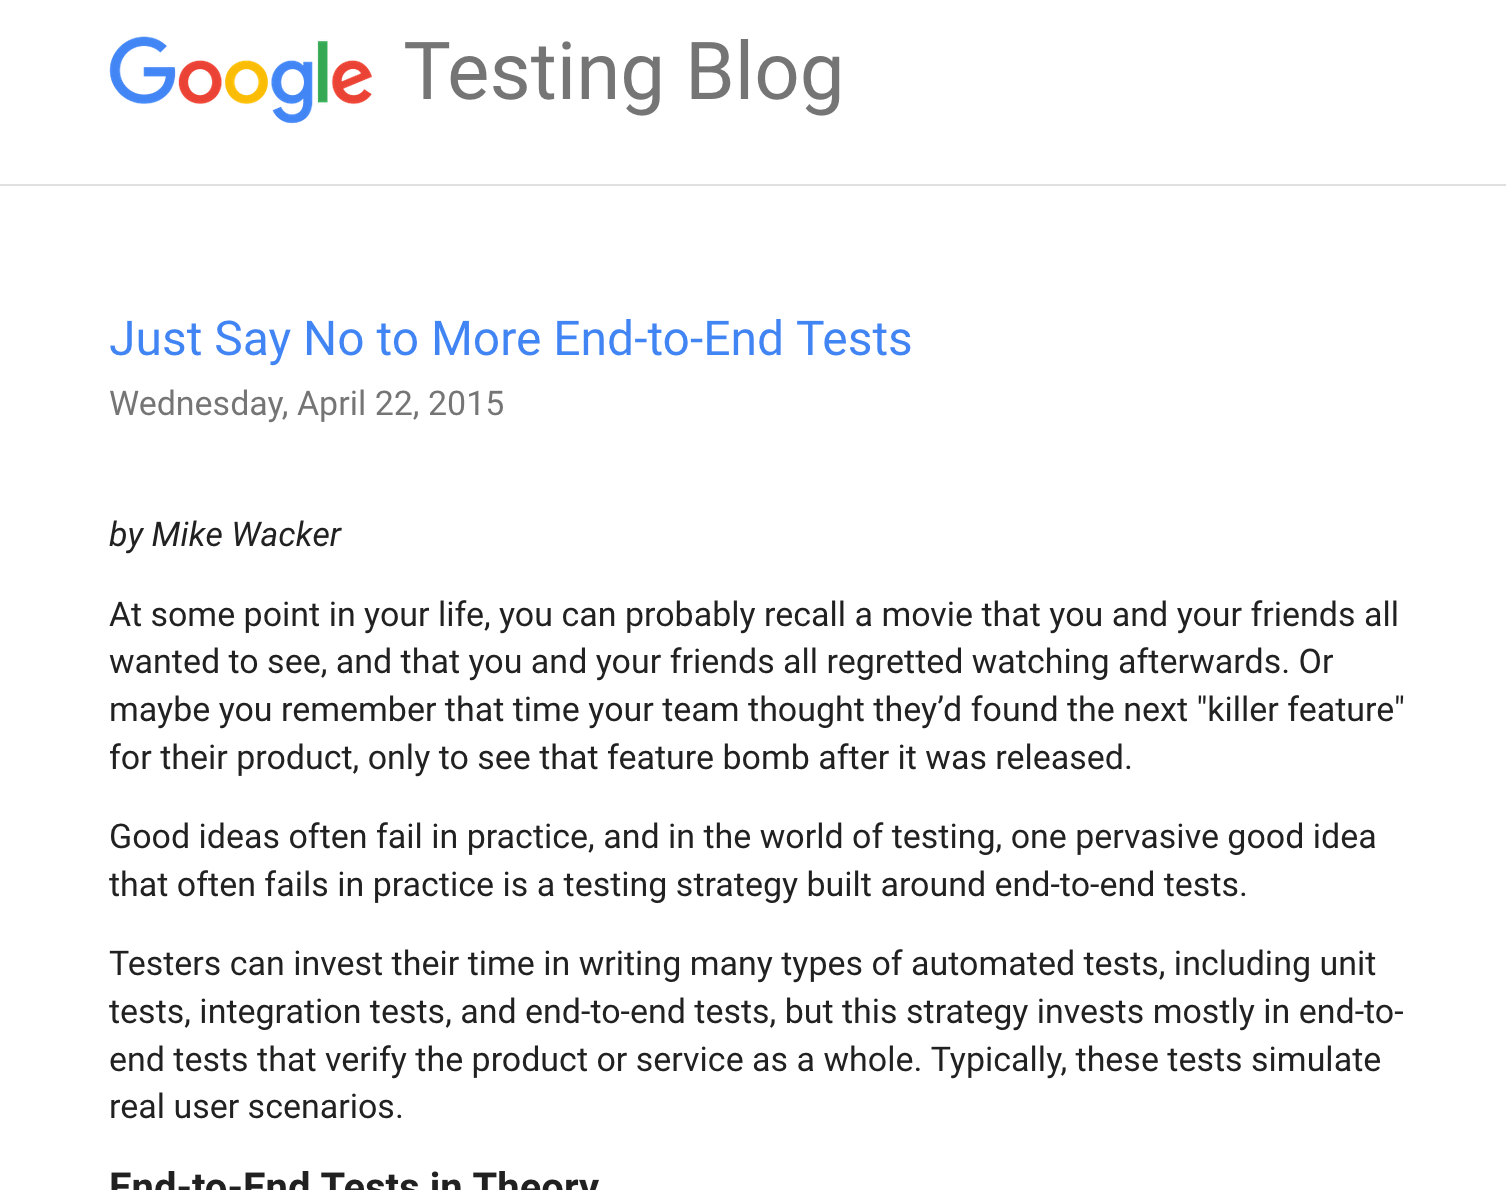 Google Testing Blog
Just Say No to More End-to-End Tests
Wednesday, April 22, 2015
by Mike Wacker
At some point in your life, you can probably recall a movie that you and your friends all
wanted to see, and that you and your friends all regretted watching afterwards. Or
maybe you remember that time your team thought they’d found the next "killer feature"
for their product, only to see that feature bomb after it was released.
Good ideas often fail in practice, and in the world of testing, one pervasive good idea
that often fails in practice is a testing strategy built around end-to-end tests.
Testers can invest their time in writing many types of automated tests, including unit
tests, integration tests, and end-to-end tests, but this strategy invests mostly in end-to-
end tests that verify the product or service as a whole. Typically, these tests simulate
real user scenarios.
End-to-End Tests in Theory